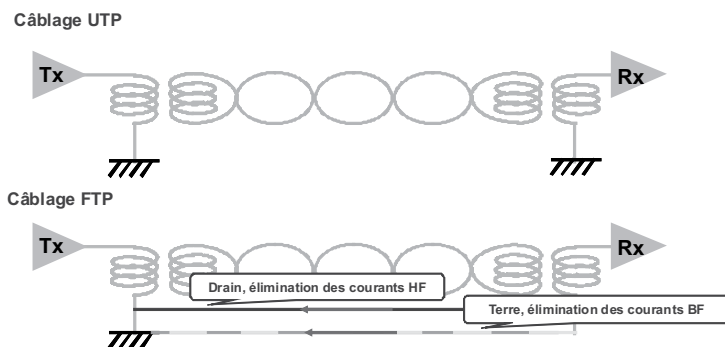 Câblage UTP
Tx
Rx
Câblage FTP
Tx
Rx
Drain, élimination des courants HF
Terre, élimination des courants BF